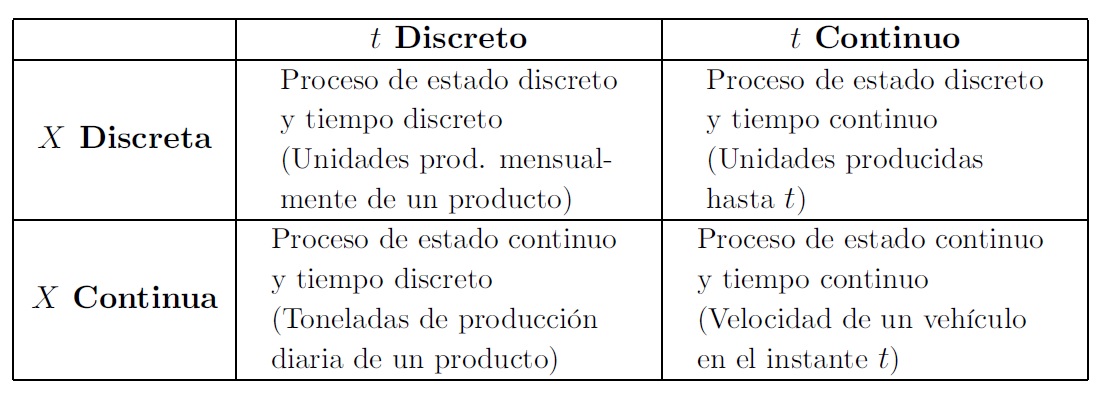 t Discreto
t Continuo
X Discreta
Proceso de estado discreto
y tiempo discreto
(Unidades prod. mensual-
mente de un producto)
Proceso de estado discreto
y tiempo continuo
(Unidades producidas
hasta t)
X Continua
Proceso de estado continuo
y tiempo discreto
(Toneladas de producción
diaria de un producto)
Proceso de estado continuo
y tiempo continuo
(Velocidad de un vehículo
en el instante t)